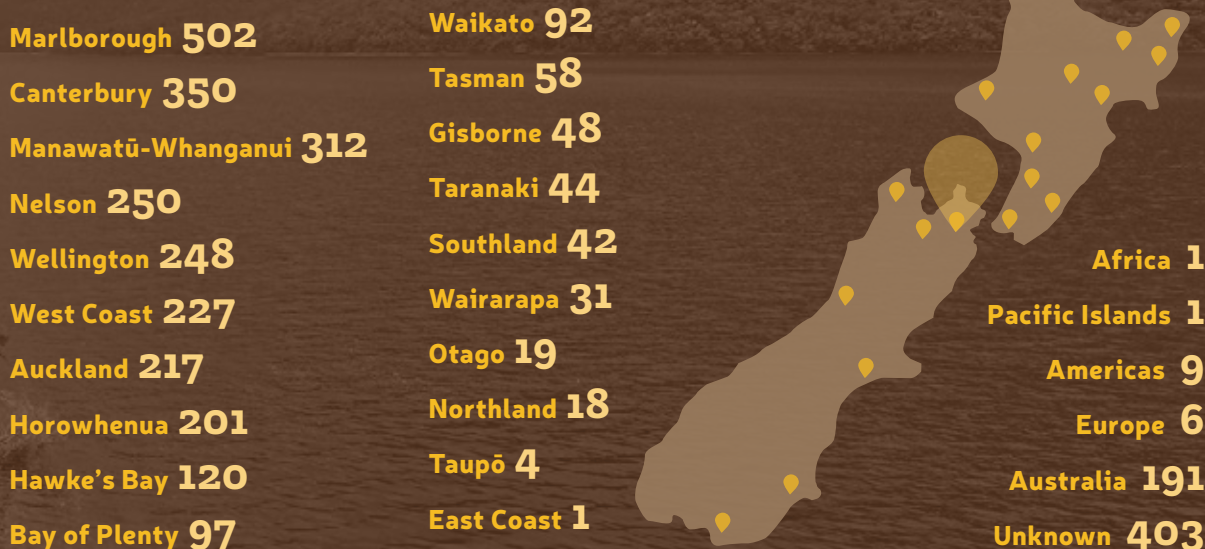 Marlborough 502
Canterbury 350
Manawatū-Whanganui 312
Nelson 250
Wellington 248
West Coast 227
Auckland 217
Horowhenua 201
Hawke's Bay 120
Bay of Plenty 97
Waikato 92
Tasman 58
Gisborne 48
Taranaki 44
Southland 42
Wairarapa 31
Otago 19
Northland 18
Taupō 4
East Coast 1
Africa 1
Pacific Islands 1
Americas 9
Europe 6
Australia 191
Unknown 403